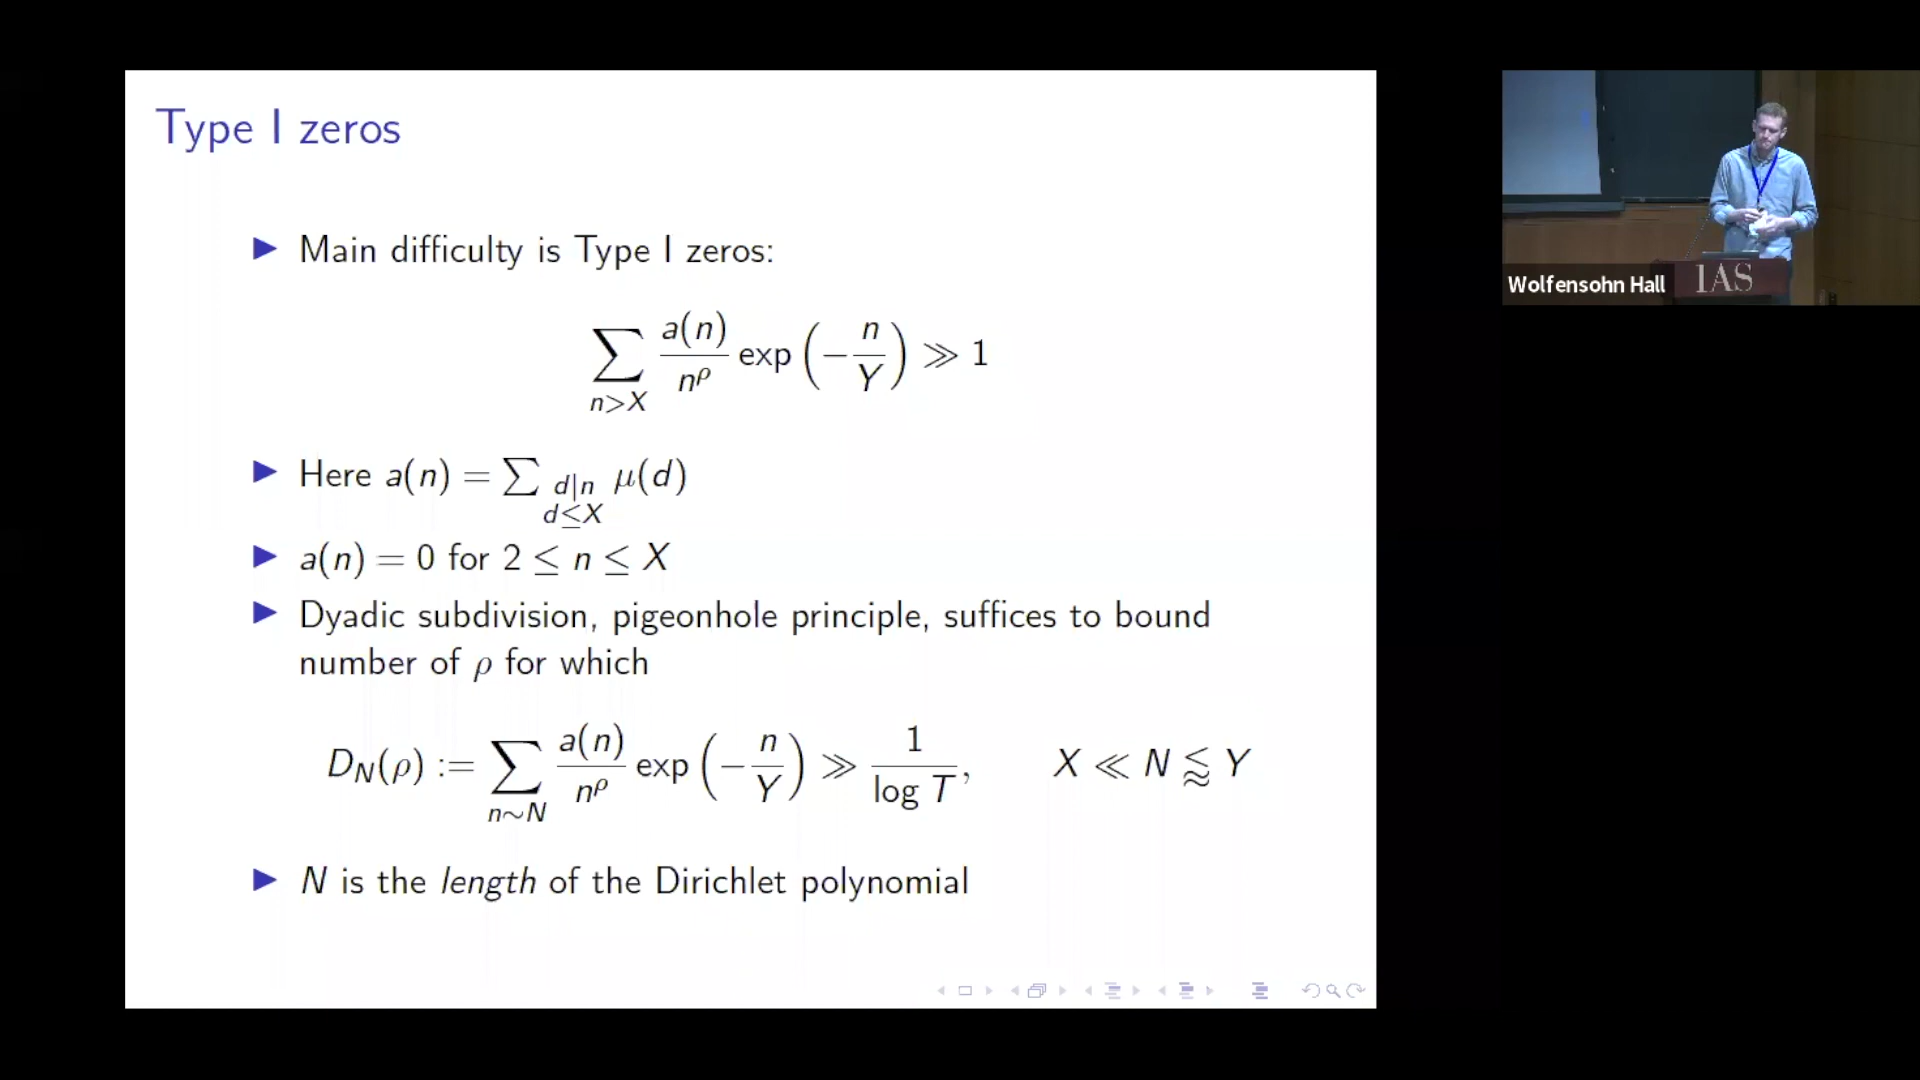 Type I zeros
▶ Main difficulty is Type I zeros:
∑_{n>X} a(n)/n^ρ exp(−n/Y) ≫ 1
▶ Here a(n) = ∑_{d|n, d≤X} μ(d)
▶ a(n) = 0 for 2 ≤ n ≤ X
▶ Dyadic subdivision, pigeonhole principle, suffices to bound
number of ρ for which
D_N(ρ) := ∑_{n∼N} a(n)/n^ρ exp(−n/Y) ≫ 1/log T, X ≪ N ⪅ Y
▶ N is the length of the Dirichlet polynomial
Wolfensohn Hall
IAS